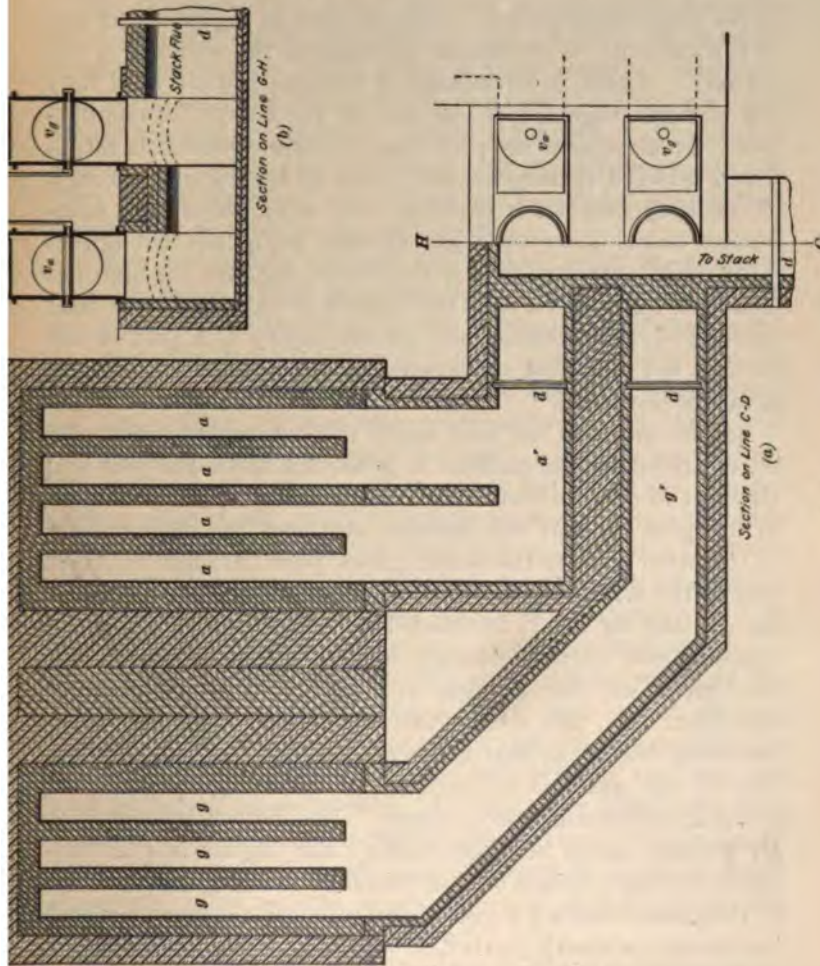 v_a
v_g
Stack Flue
d
Section on Line G-H.
(b)
H
v_a
v_g
To Stack
d
G
a
a
a
a
a'
d
g'
d
g
g
g
Section on Line C-D
(a)